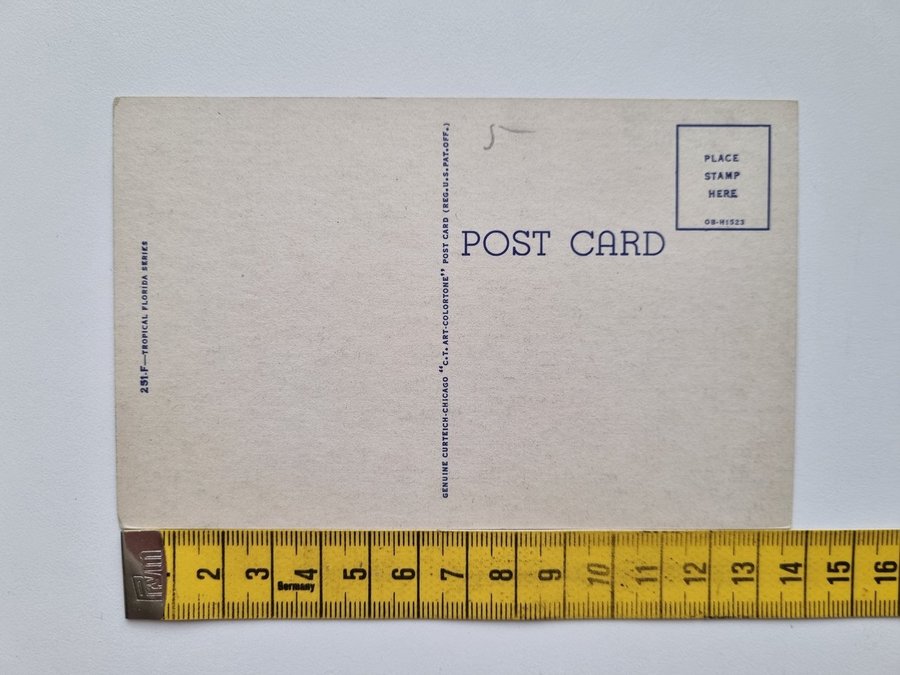 251-F—TROPICAL FLORIDA SERIES
GENUINE CURTEICH-CHICAGO "C.T. ART-COLORTONE" POST CARD (REG. U.S. PAT. OFF.)
5-
POST CARD
PLACE
STAMP
HERE
OB-H1523
2 3 4 5 6 7 8 9 10 11 12 13 14 15 16
Germany